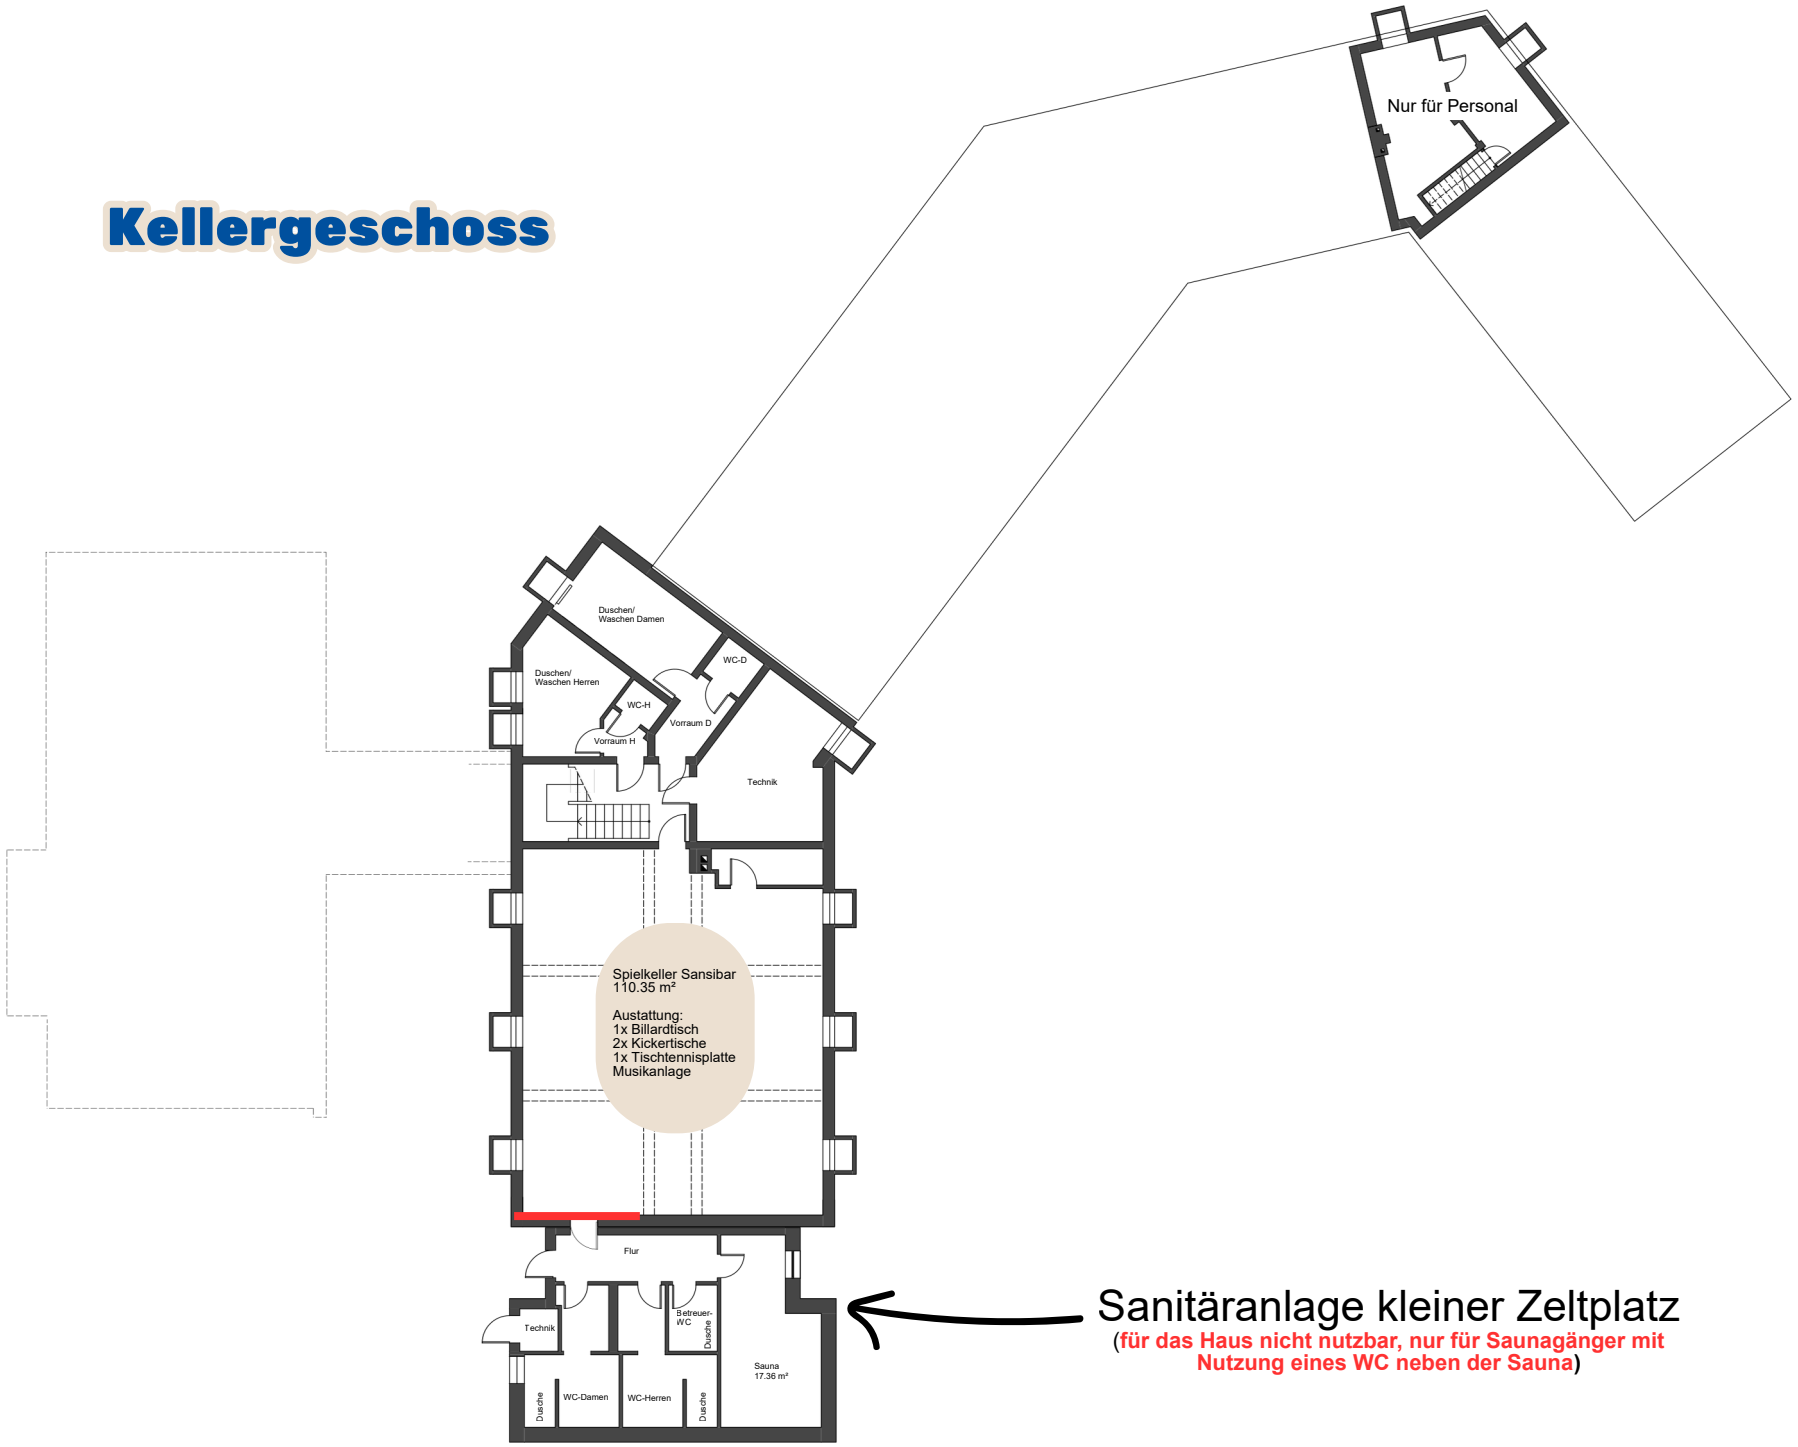 Nur für Personal
Kellergeschoss
Duschen/
Waschen Damen
WC-D
Duschen/
Waschen Herren
WC-H
Vorraum D
Vorraum H
Technik
Spielkeller Sansibar
110.35 m²
Austattung:
1x Billardtisch
2x Kickertische
1x Tischtennisplatte
Musikanlage
Flur
Betreuer-
WC
Dusche
Technik
Sauna
17.36 m²
WC-Damen
WC-Herren
Dusche
Dusche
Sanitäranlage kleiner Zeltplatz
(für das Haus nicht nutzbar, nur für Saunagänger mit
Nutzung eines WC neben der Sauna)